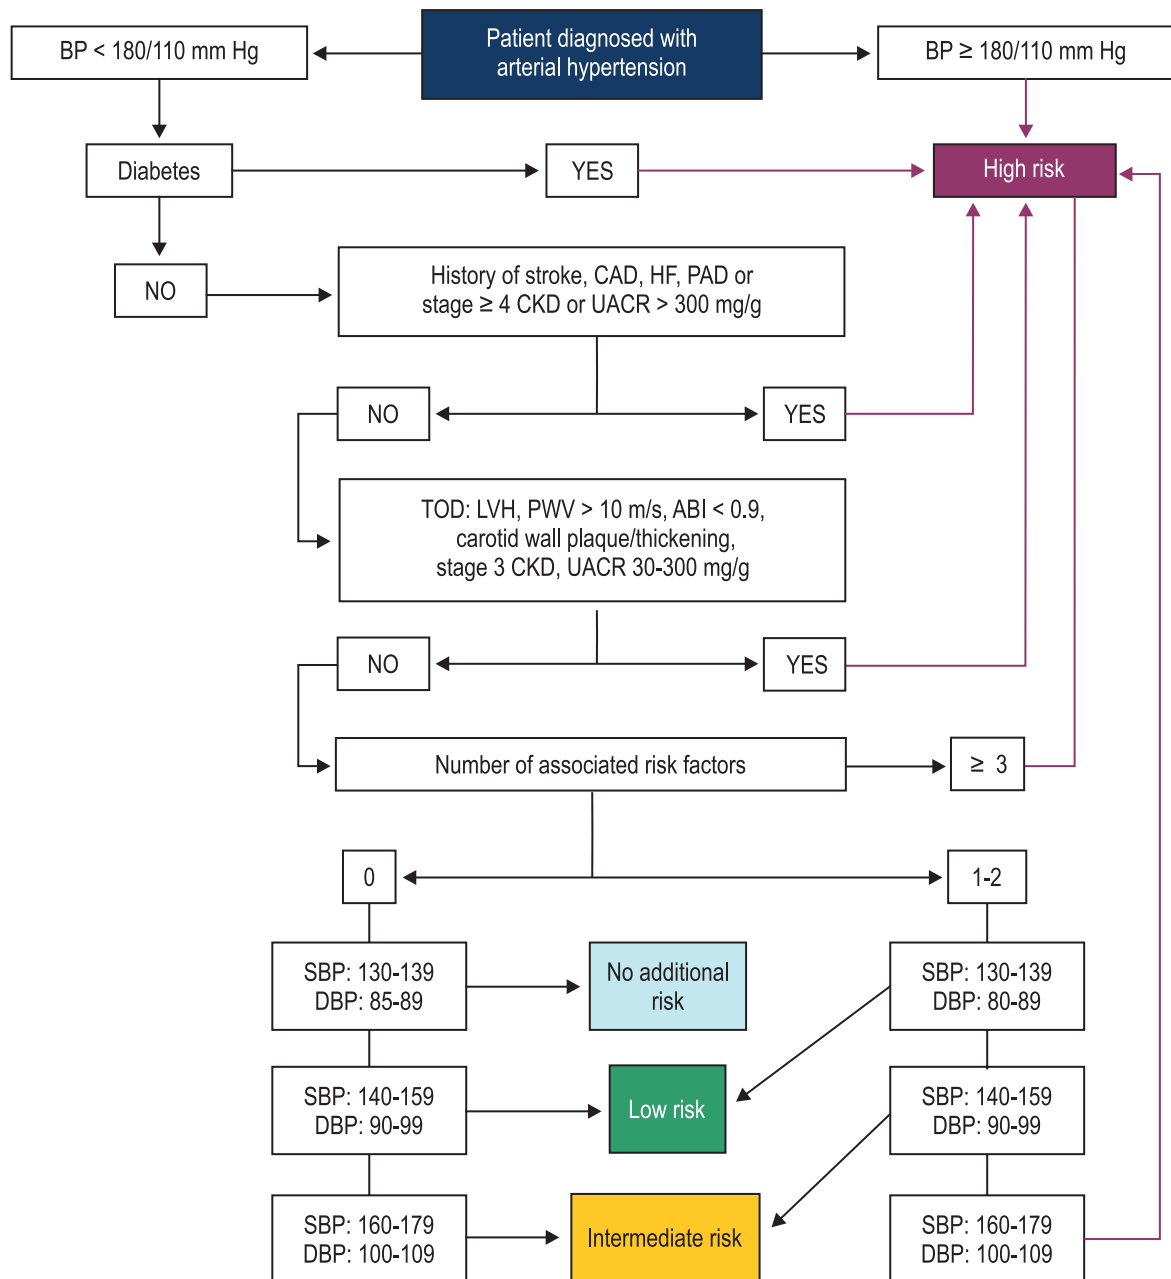 BP < 180/110 mm Hg
Patient diagnosed with
arterial hypertension
BP ≥ 180/110 mm Hg
Diabetes
YES
High risk
NO
History of stroke, CAD, HF, PAD or
stage ≥ 4 CKD or UACR > 300 mg/g
NO
YES
TOD: LVH, PWV > 10 m/s, ABI < 0.9,
carotid wall plaque/thickening,
stage 3 CKD, UACR 30-300 mg/g
NO
YES
Number of associated risk factors
≥ 3
0
1-2
SBP: 130-139
DBP: 85-89
No additional
risk
SBP: 130-139
DBP: 80-89
SBP: 140-159
DBP: 90-99
Low risk
SBP: 140-159
DBP: 90-99
SBP: 160-179
DBP: 100-109
Intermediate risk
SBP: 160-179
DBP: 100-109